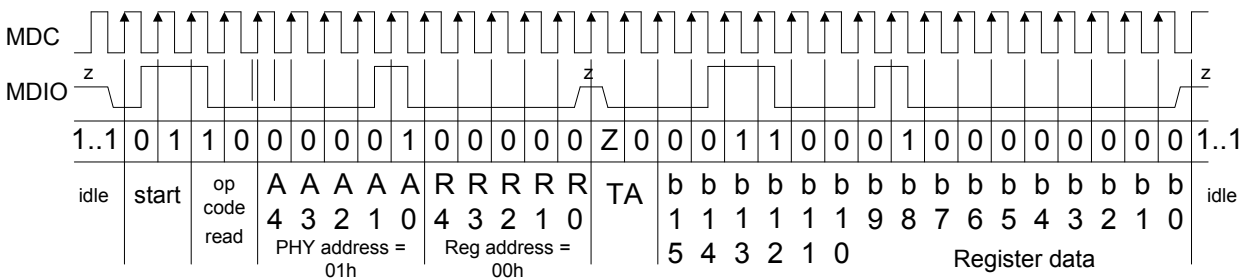 MDC
z z z
MDIO
1..1 0 1 1 0 0 0 0 0 1 0 0 0 0 0 Z 0 0 0 1 1 0 0 0 1 0 0 0 0 0 0 0 0 1..1
idle start op A A A A A R R R R R TA b b b b b b b b b b b b b b b b idle
code 4 3 2 1 0 4 3 2 1 0 1 1 1 1 1 1 9 8 7 6 5 4 3 2 1 0
read PHY address = Reg address = 5 4 3 2 1 0 Register data
01h 00h